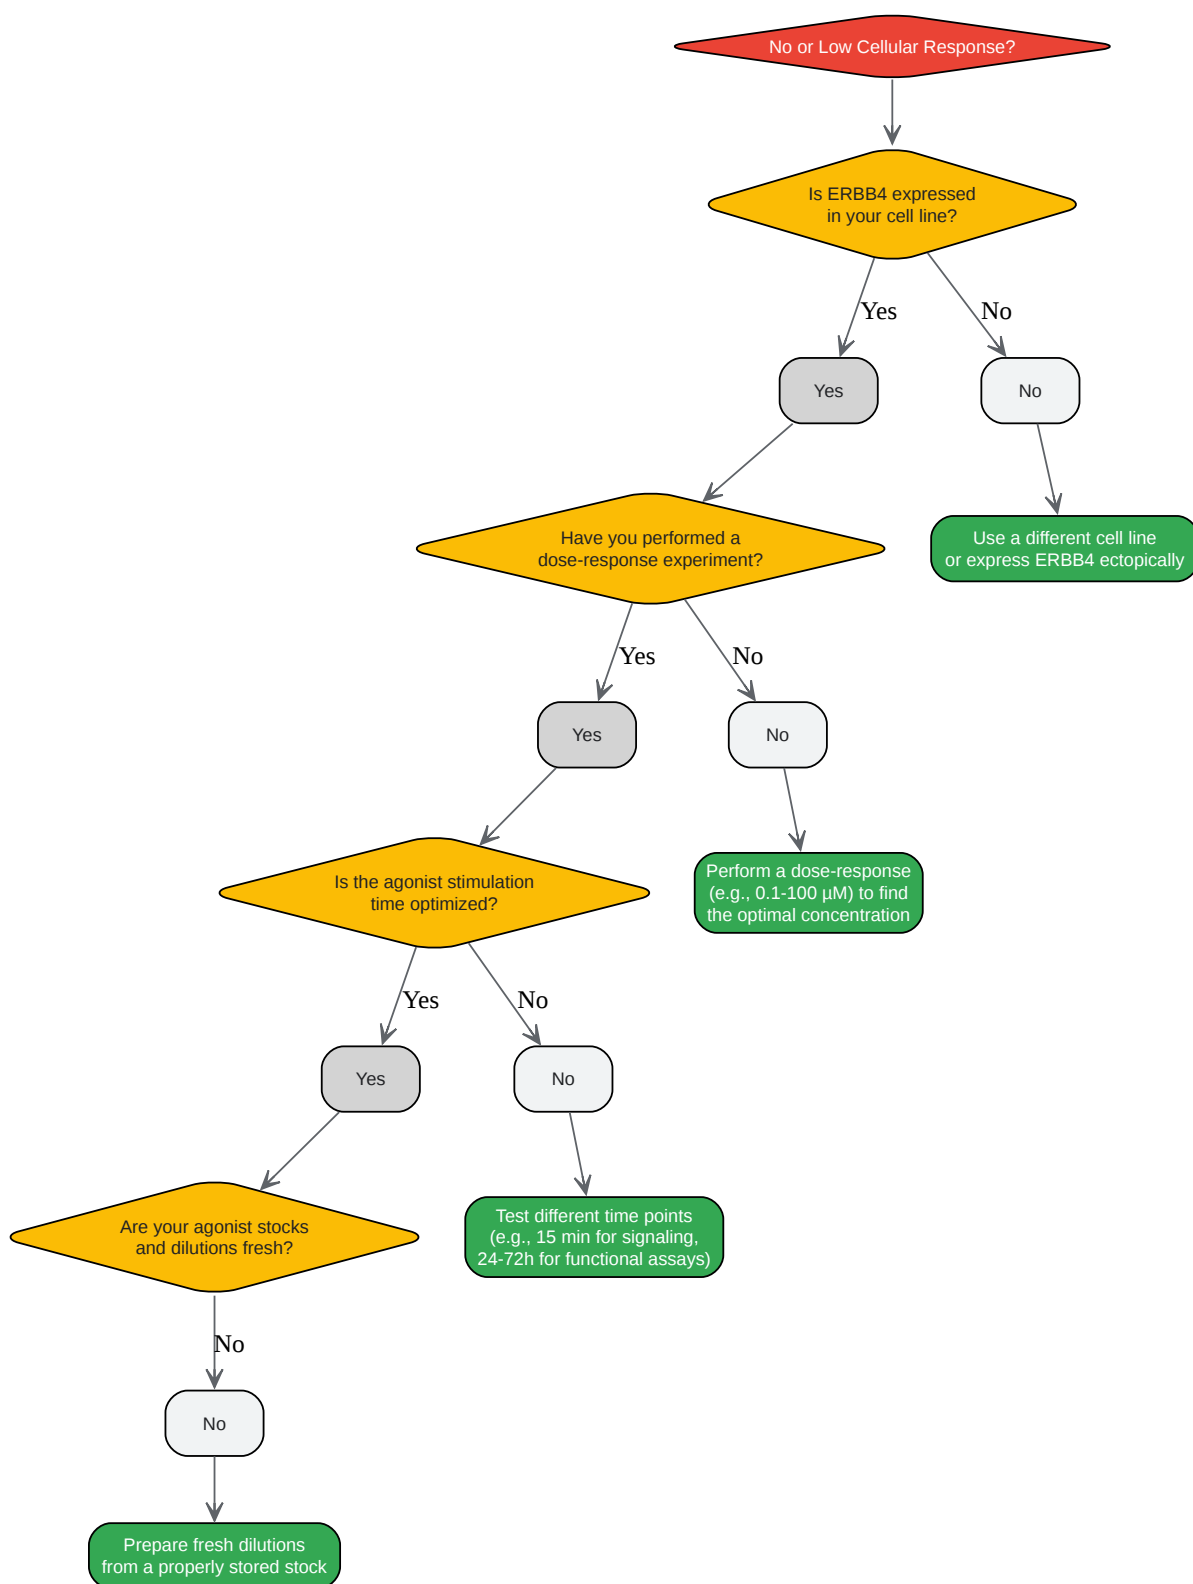 No or Low Cellular Response?
Is ERBB4 expressed
in your cell line?
Yes
No
Yes
No
Have you performed a
dose-response experiment?
Use a different cell line
or express ERBB4 ectopically
Yes
No
Yes
No
Is the agonist stimulation
time optimized?
Perform a dose-response
(e.g., 0.1-100 µM) to find
the optimal concentration
Yes
No
Yes
No
Are your agonist stocks
and dilutions fresh?
Test different time points
(e.g., 15 min for signaling,
24-72h for functional assays)
No
No
Prepare fresh dilutions
from a properly stored stock